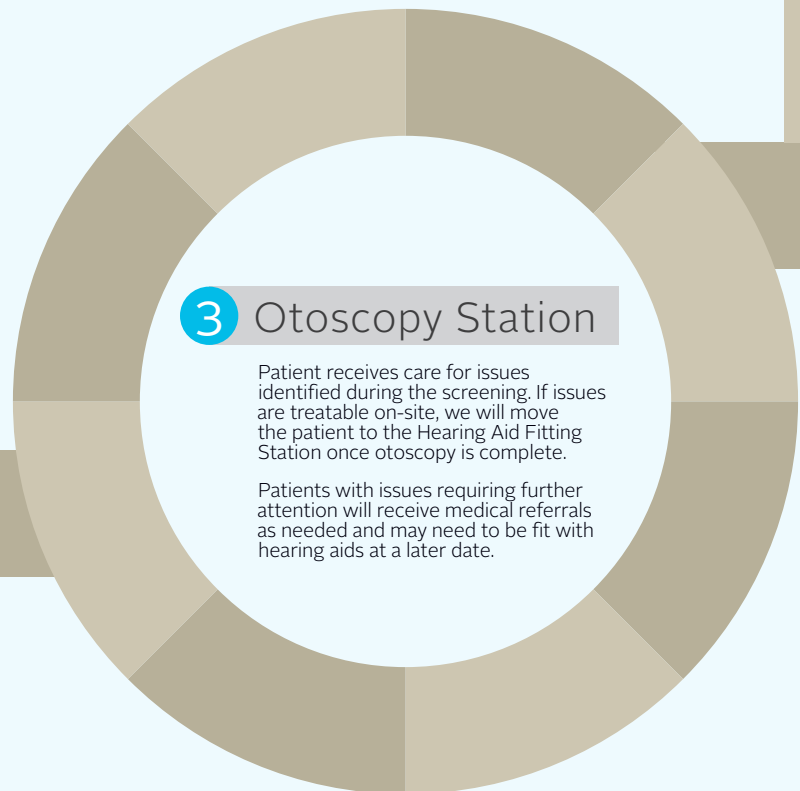 3 Otoscopy Station
Patient receives care for issues
identified during the screening. If issues
are treatable on-site, we will move
the patient to the Hearing Aid Fitting
Station once otoscopy is complete.
Patients with issues requiring further
attention will receive medical referrals
as needed and may need to be fit with
hearing aids at a later date.